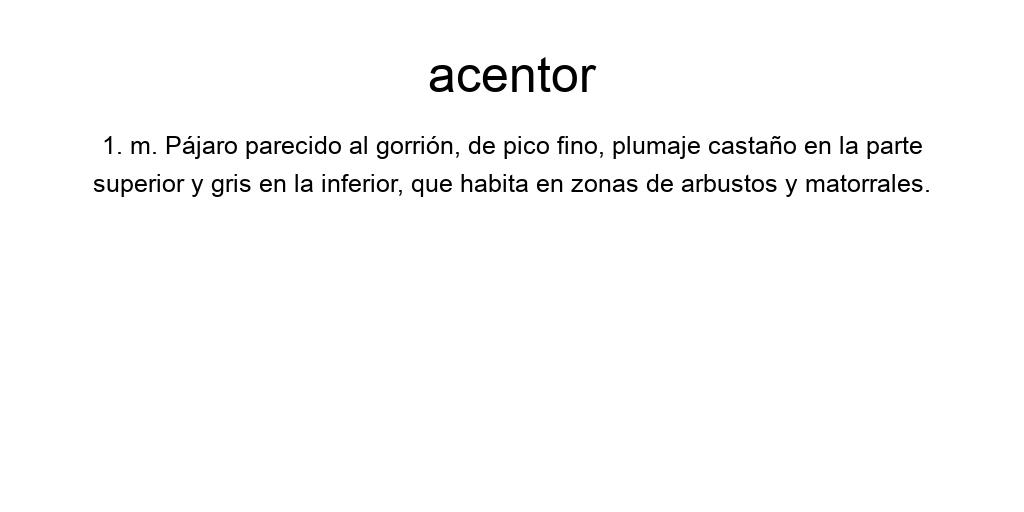 acentor
1. m. Pájaro parecido al gorrión, de pico fino, plumaje castaño en la parte
superior y gris en la inferior, que habita en zonas de arbustos y matorrales.